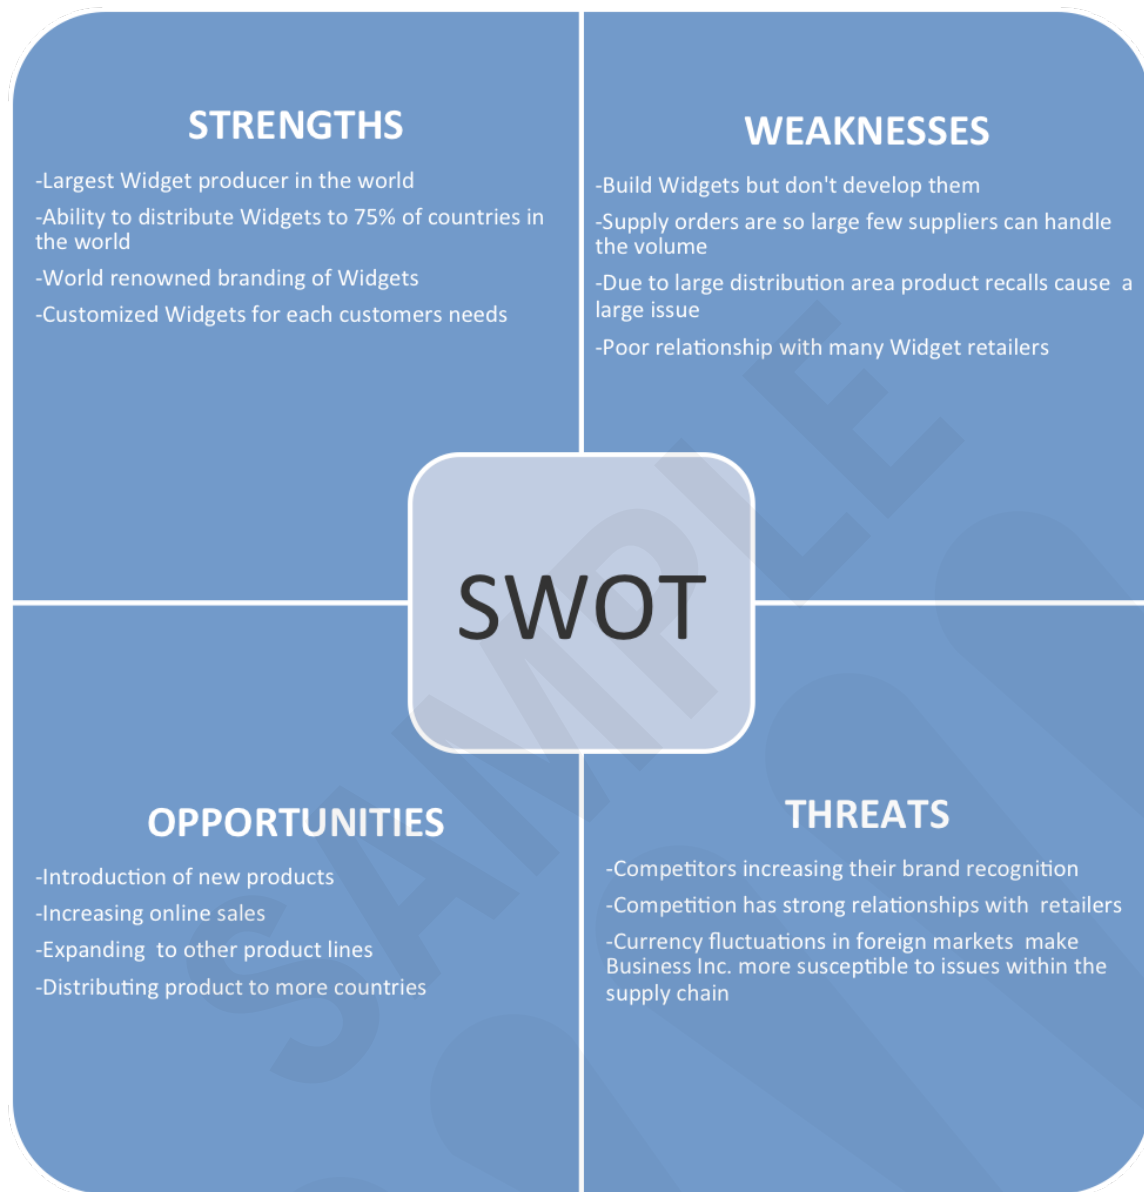 STRENGTHS
-Largest Widget producer in the world
-Ability to distribute Widgets to 75% of countries in
the world
-World renowned branding of Widgets
-Customized Widgets for each customers needs
WEAKNESSES
-Build Widgets but don't develop them
-Supply orders are so large few suppliers can handle
the volume
-Due to large distribution area product recalls cause  a
large issue
-Poor relationship with many Widget retailers
SWOT
OPPORTUNITIES
-Introduction of new products
-Increasing online sales
-Expanding  to other product lines
-Distributing product to more countries
THREATS
-Competitors increasing their brand recognition
-Competition has strong relationships with  retailers
-Currency fluctuations in foreign markets  make
Business Inc. more susceptible to issues within the
supply chain
SAMPLE